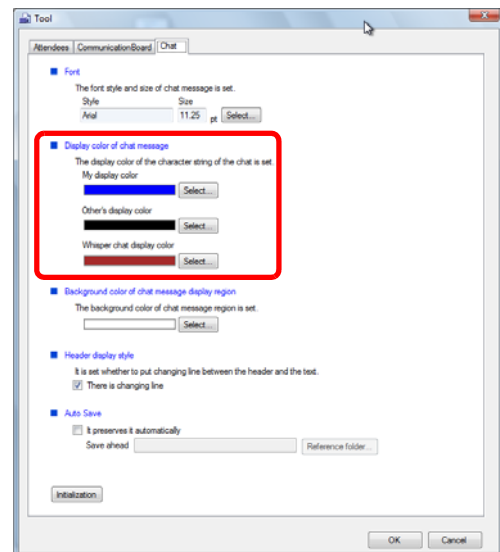 Tool
Attendees CommunicationBoard Chat
Font
The font style and size of chat message is set.
Style Size
Arial 11.25 pt Select...
Display color of chat message
The display color of the character string of the chat is set.
My display color
Select...
Other's display color
Select...
Whisper chat display color
Select...
Background color of chat message display region
The background color of chat message region is set.
Select...
Header display style
It is set whether to put changing line between the header and the text.
There is changing line
Auto Save
It preserves it automatically
Save ahead Reference folder...
Initialization
OK Cancel